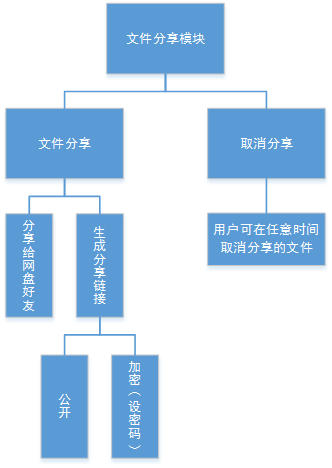 文件分享模块
文件分享
取消分享
分享给网盘好友
生成分享链接
用户可在任意时间
取消分享的文件
公开
加密（设密码）